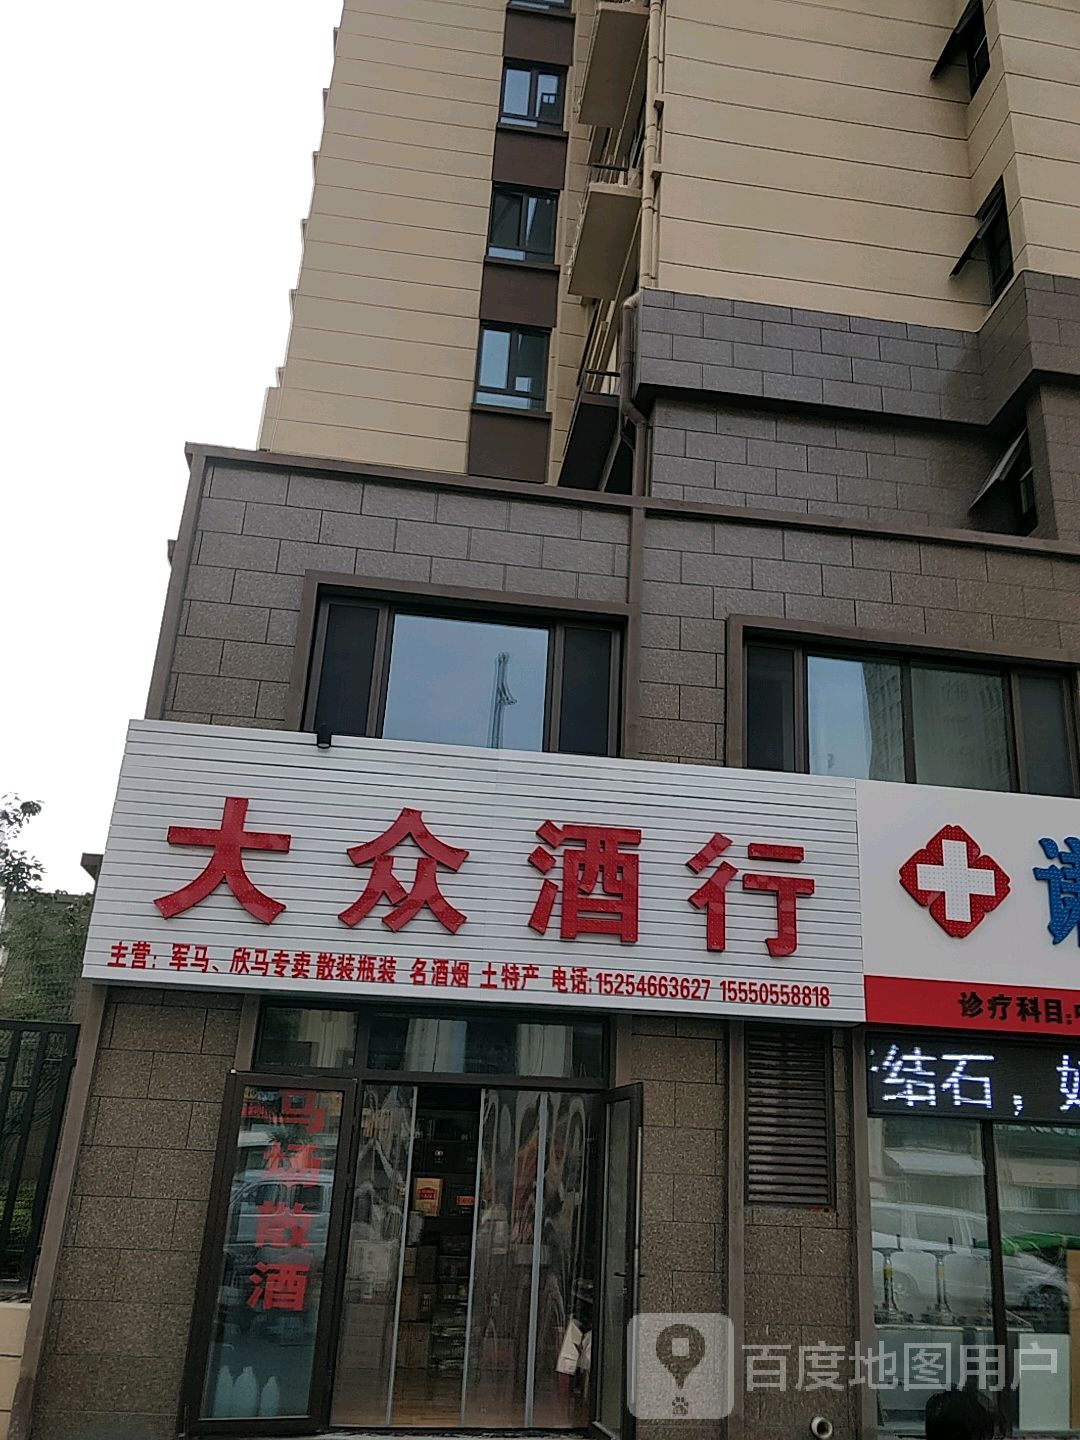 大众酒行
主营：军马、欣马专卖 散装瓶装 名酒烟 土特产 电话:15254663627 15550558818
诊疗科目:
结石，
马场散酒
百度地图用户